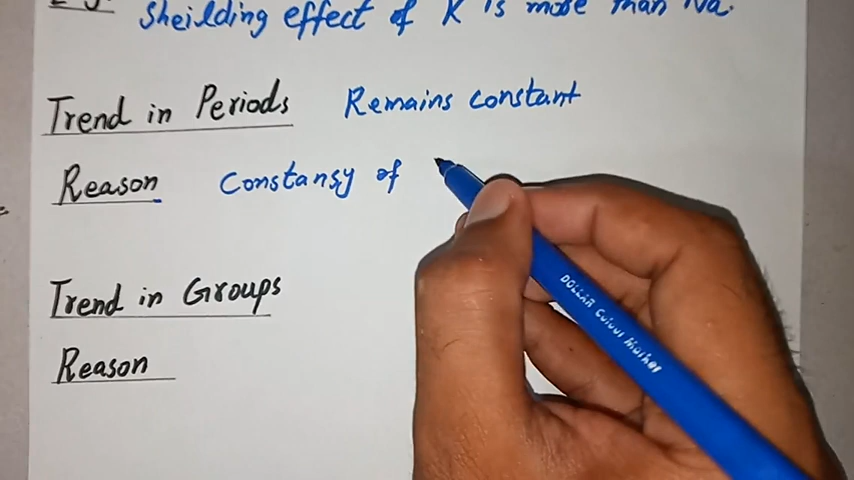 Sheilding effect of K is more than Na.
Trend in Periods Remains constant
Reason Constansy of
Trend in Groups
Reason
DOLLAR Colour Marker